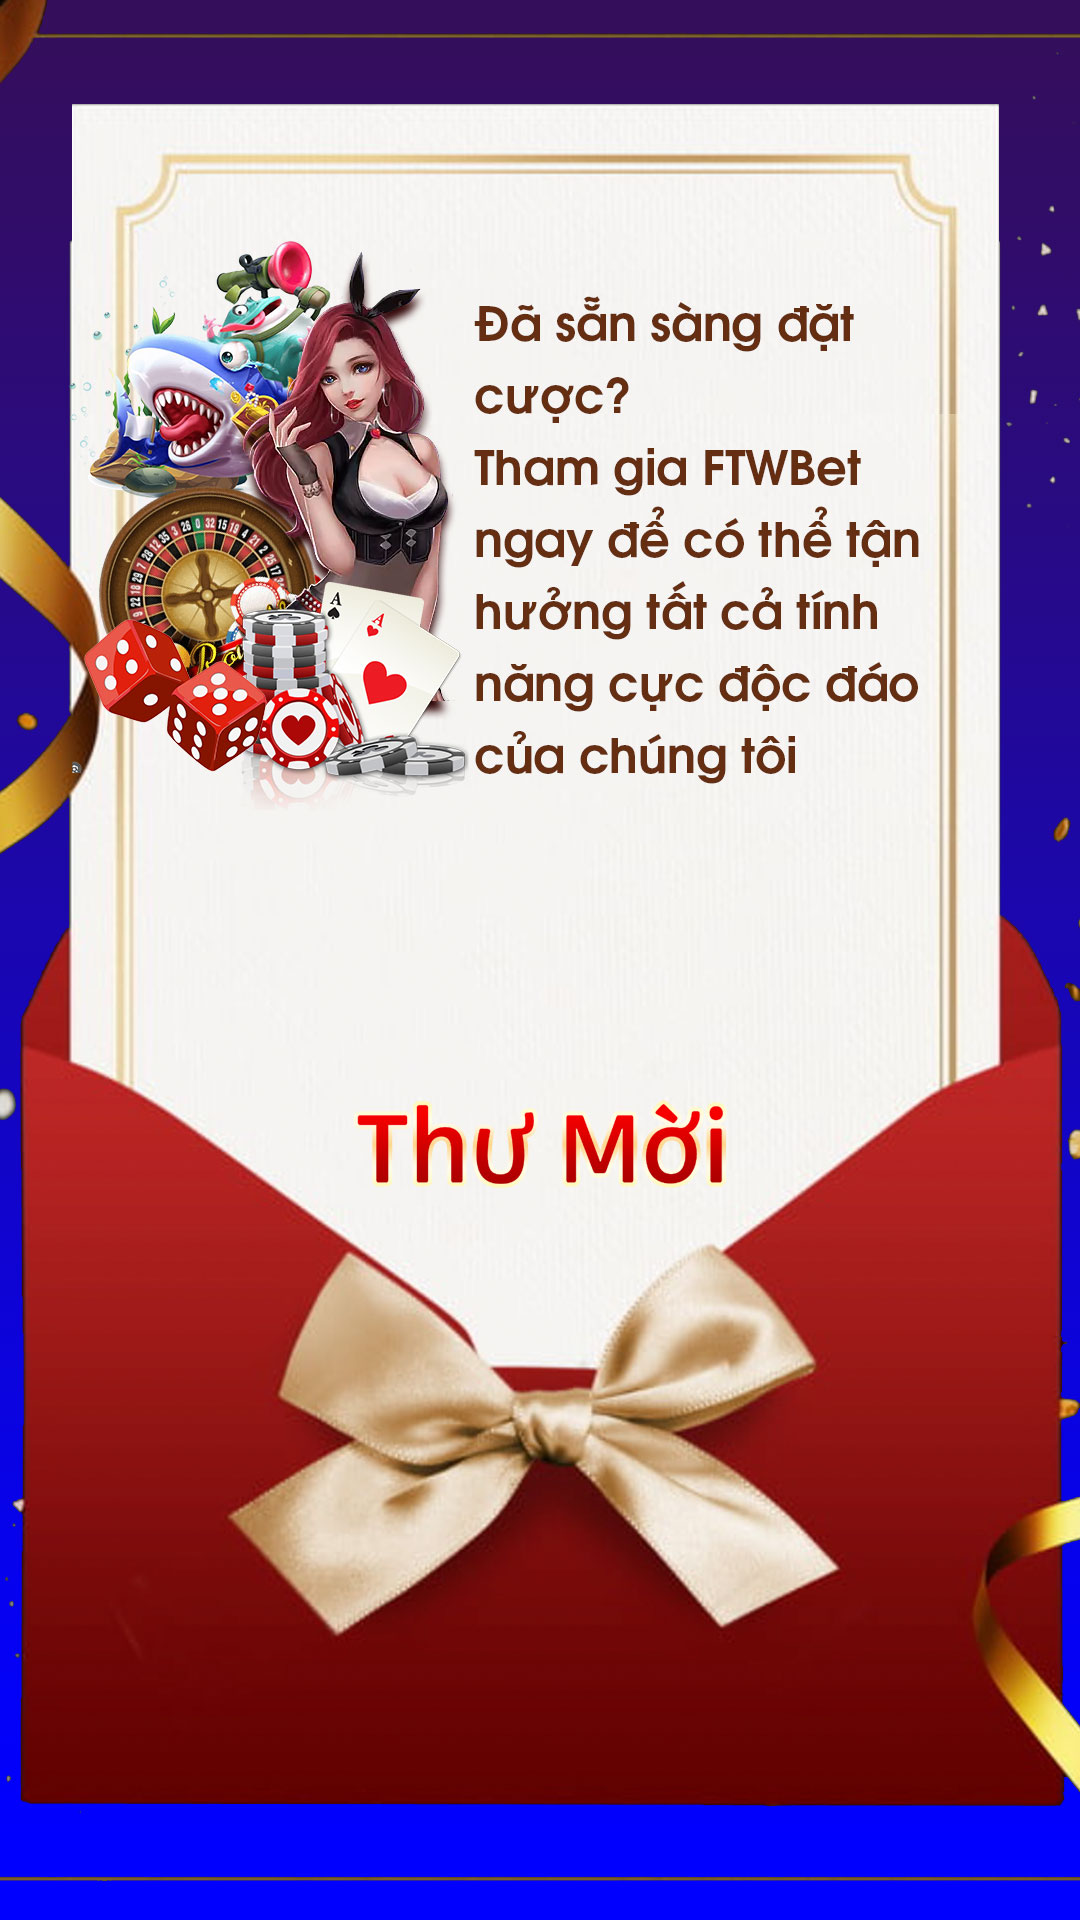 Đã sẵn sàng đặt
cược?
Tham gia FTWBet
ngay để có thể tận
hưởng tất cả tính
năng cực độc đáo
của chúng tôi
Thư Mời